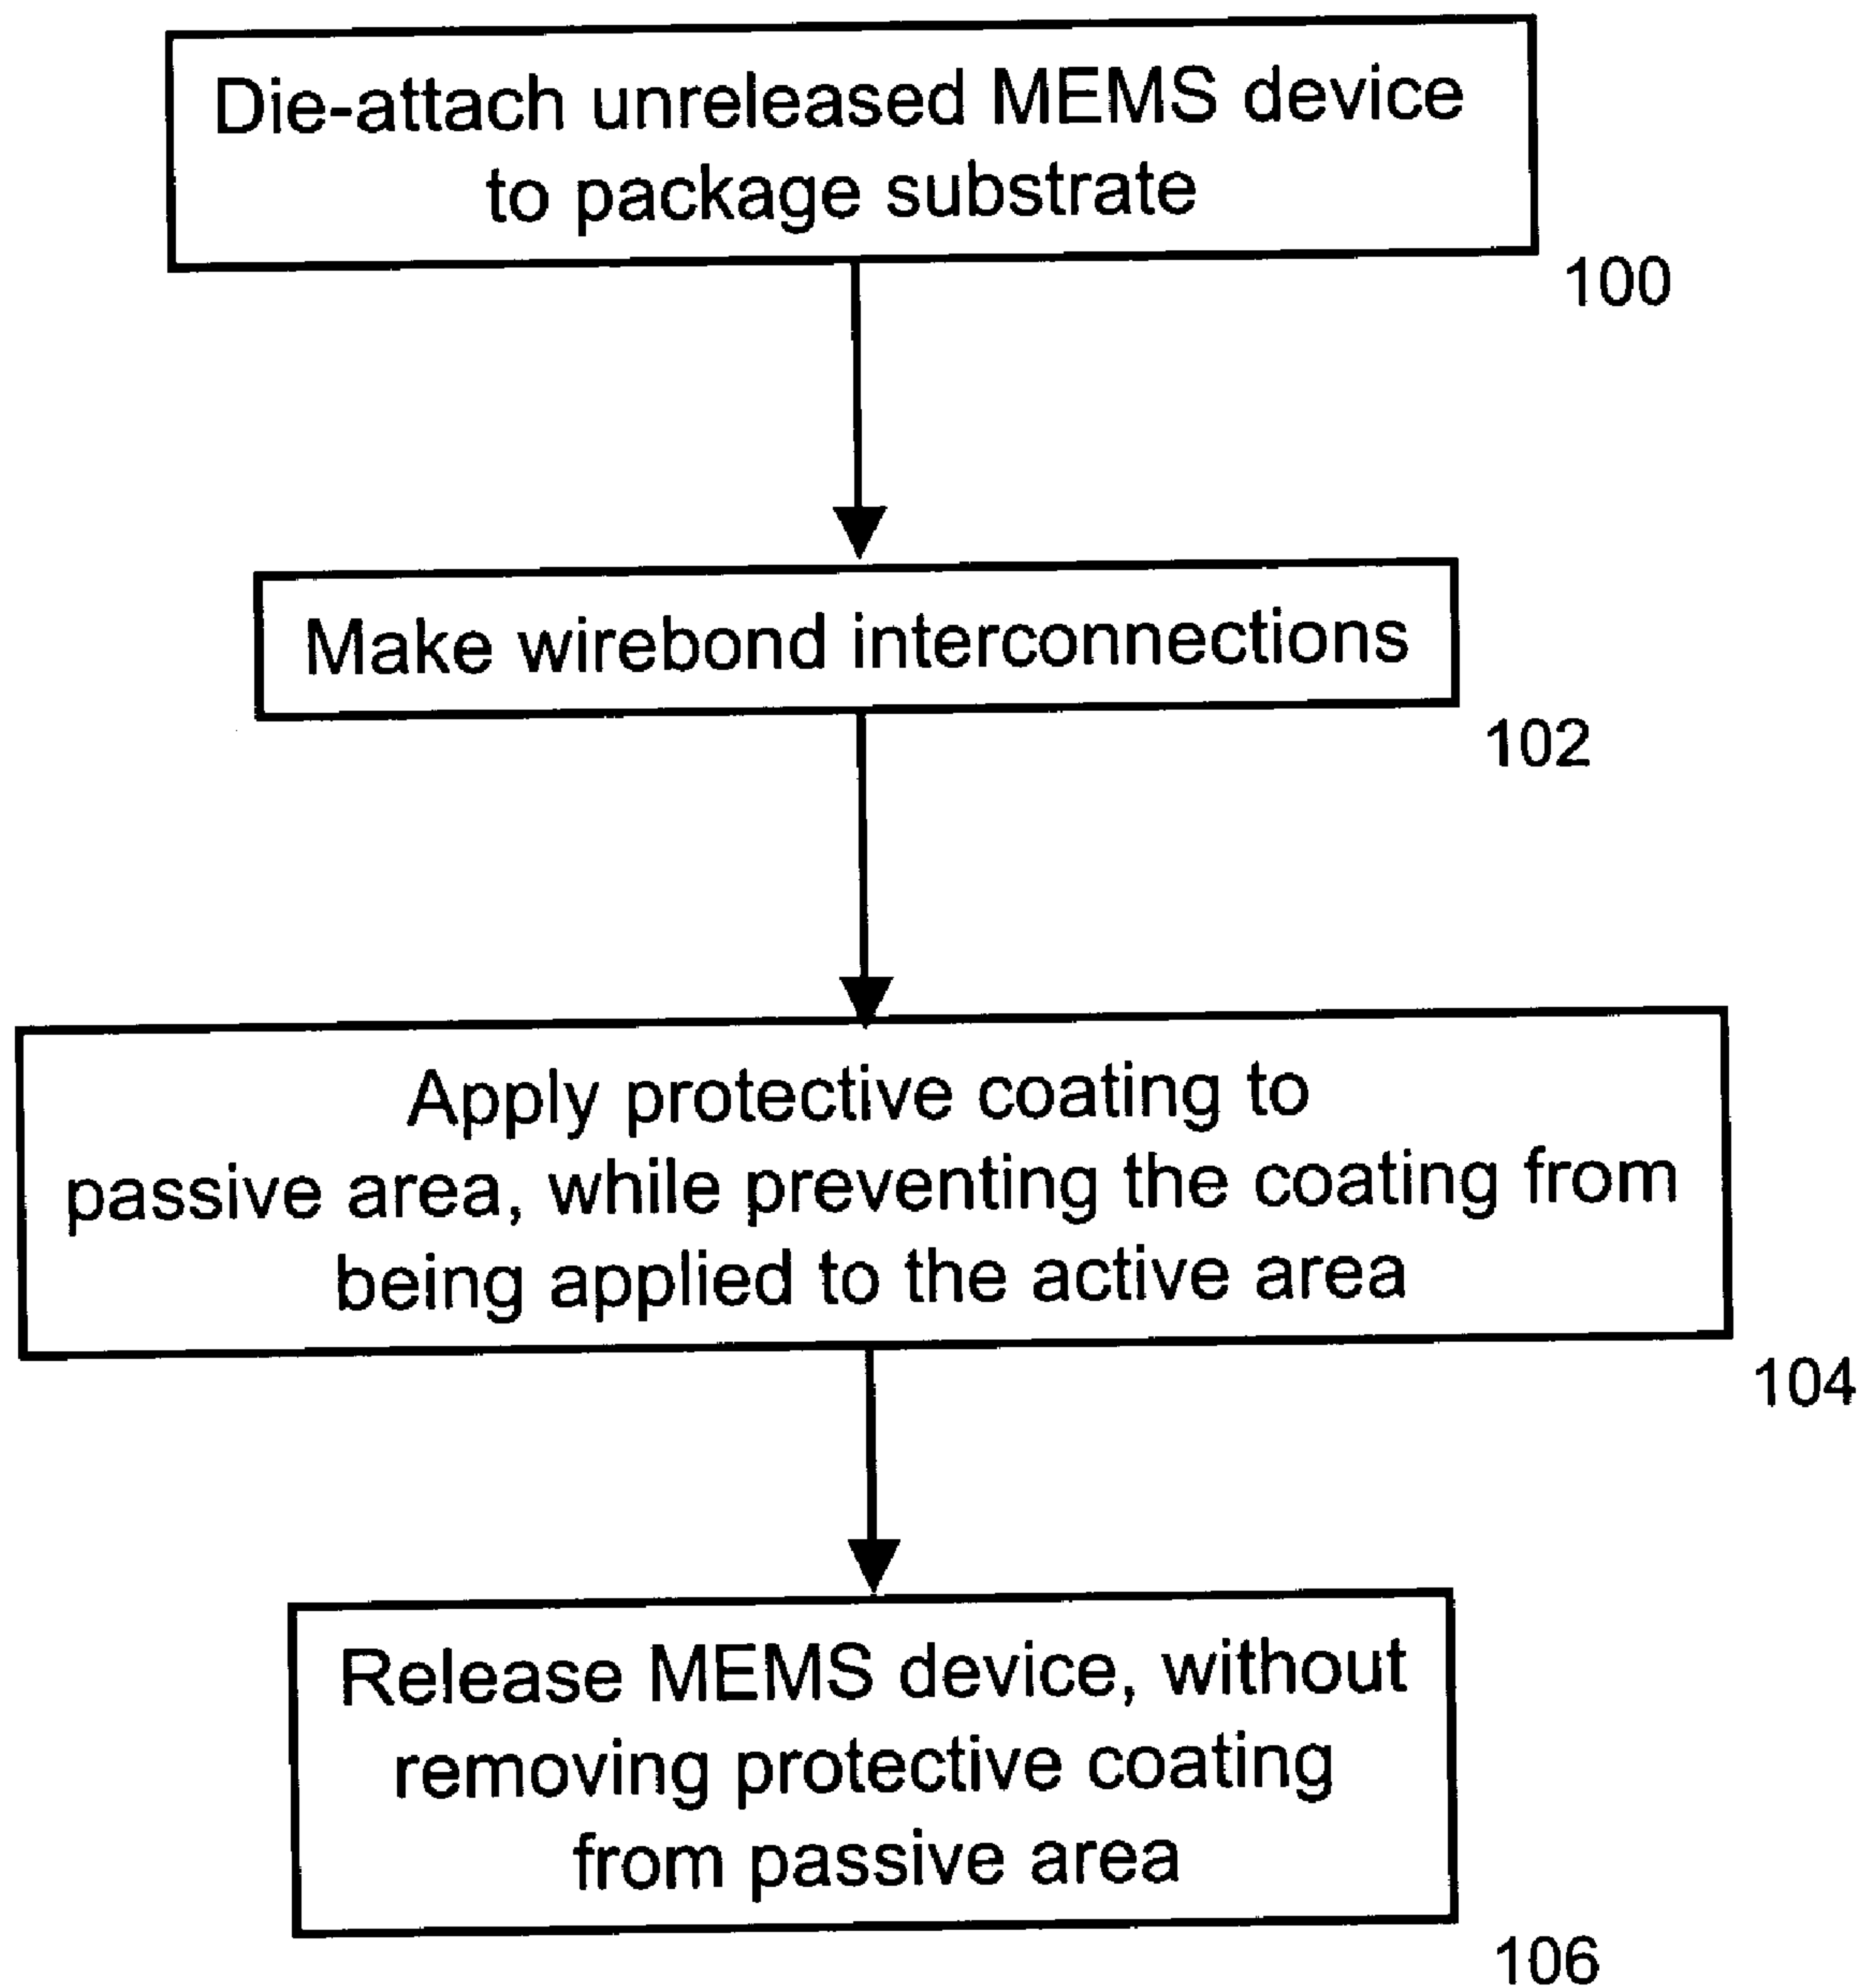 Die-attach unreleased MEMS device
to package substrate
100
Make wirebond interconnections
102
Apply protective coating to
passive area, while preventing the coating from
being applied to the active area
104
Release MEMS device, without
removing protective coating
from passive area
106